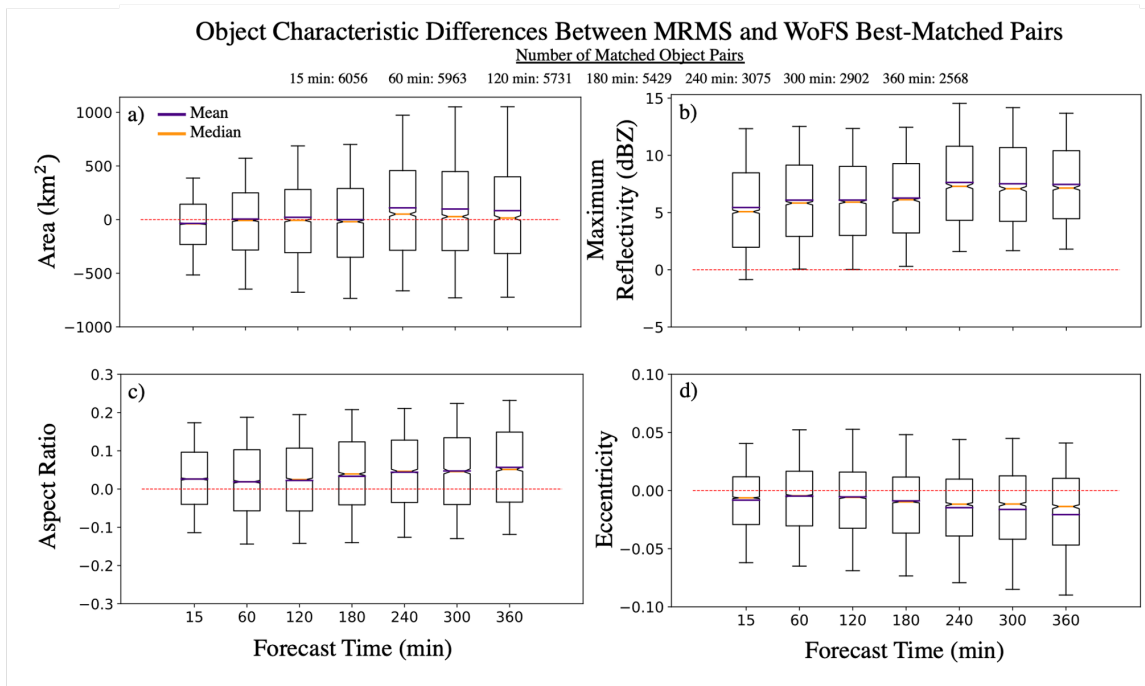 Object Characteristic Differences Between MRMS and WoFS Best-Matched Pairs
Number of Matched Object Pairs
15 min: 6056 60 min: 5963 120 min: 5731 180 min: 5429 240 min: 3075 300 min: 2902 360 min: 2568
a)
Mean
Median
Area (km²)
1000
500
0
−500
−1000
b)
Maximum
Reflectivity (dBZ)
15
10
5
0
−5
c)
Aspect Ratio
0.3
0.2
0.1
0.0
−0.1
−0.2
−0.3
15 60 120 180 240 300 360
Forecast Time (min)
d)
Eccentricity
0.10
0.05
0.00
−0.05
−0.10
15 60 120 180 240 300 360
Forecast Time (min)